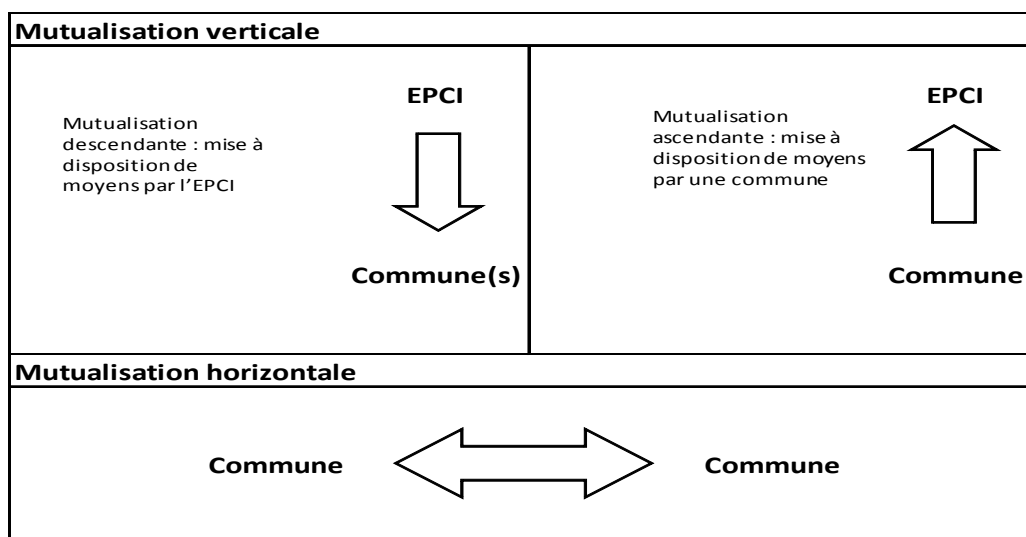 Mutualisation verticale
EPCI
Mutualisation
descendante : mise à
disposition de
moyens par l'EPCI
Commune(s)
EPCI
Mutualisation
ascendante : mise à
disposition de moyens
par une commune
Commune
Mutualisation horizontale
Commune
Commune